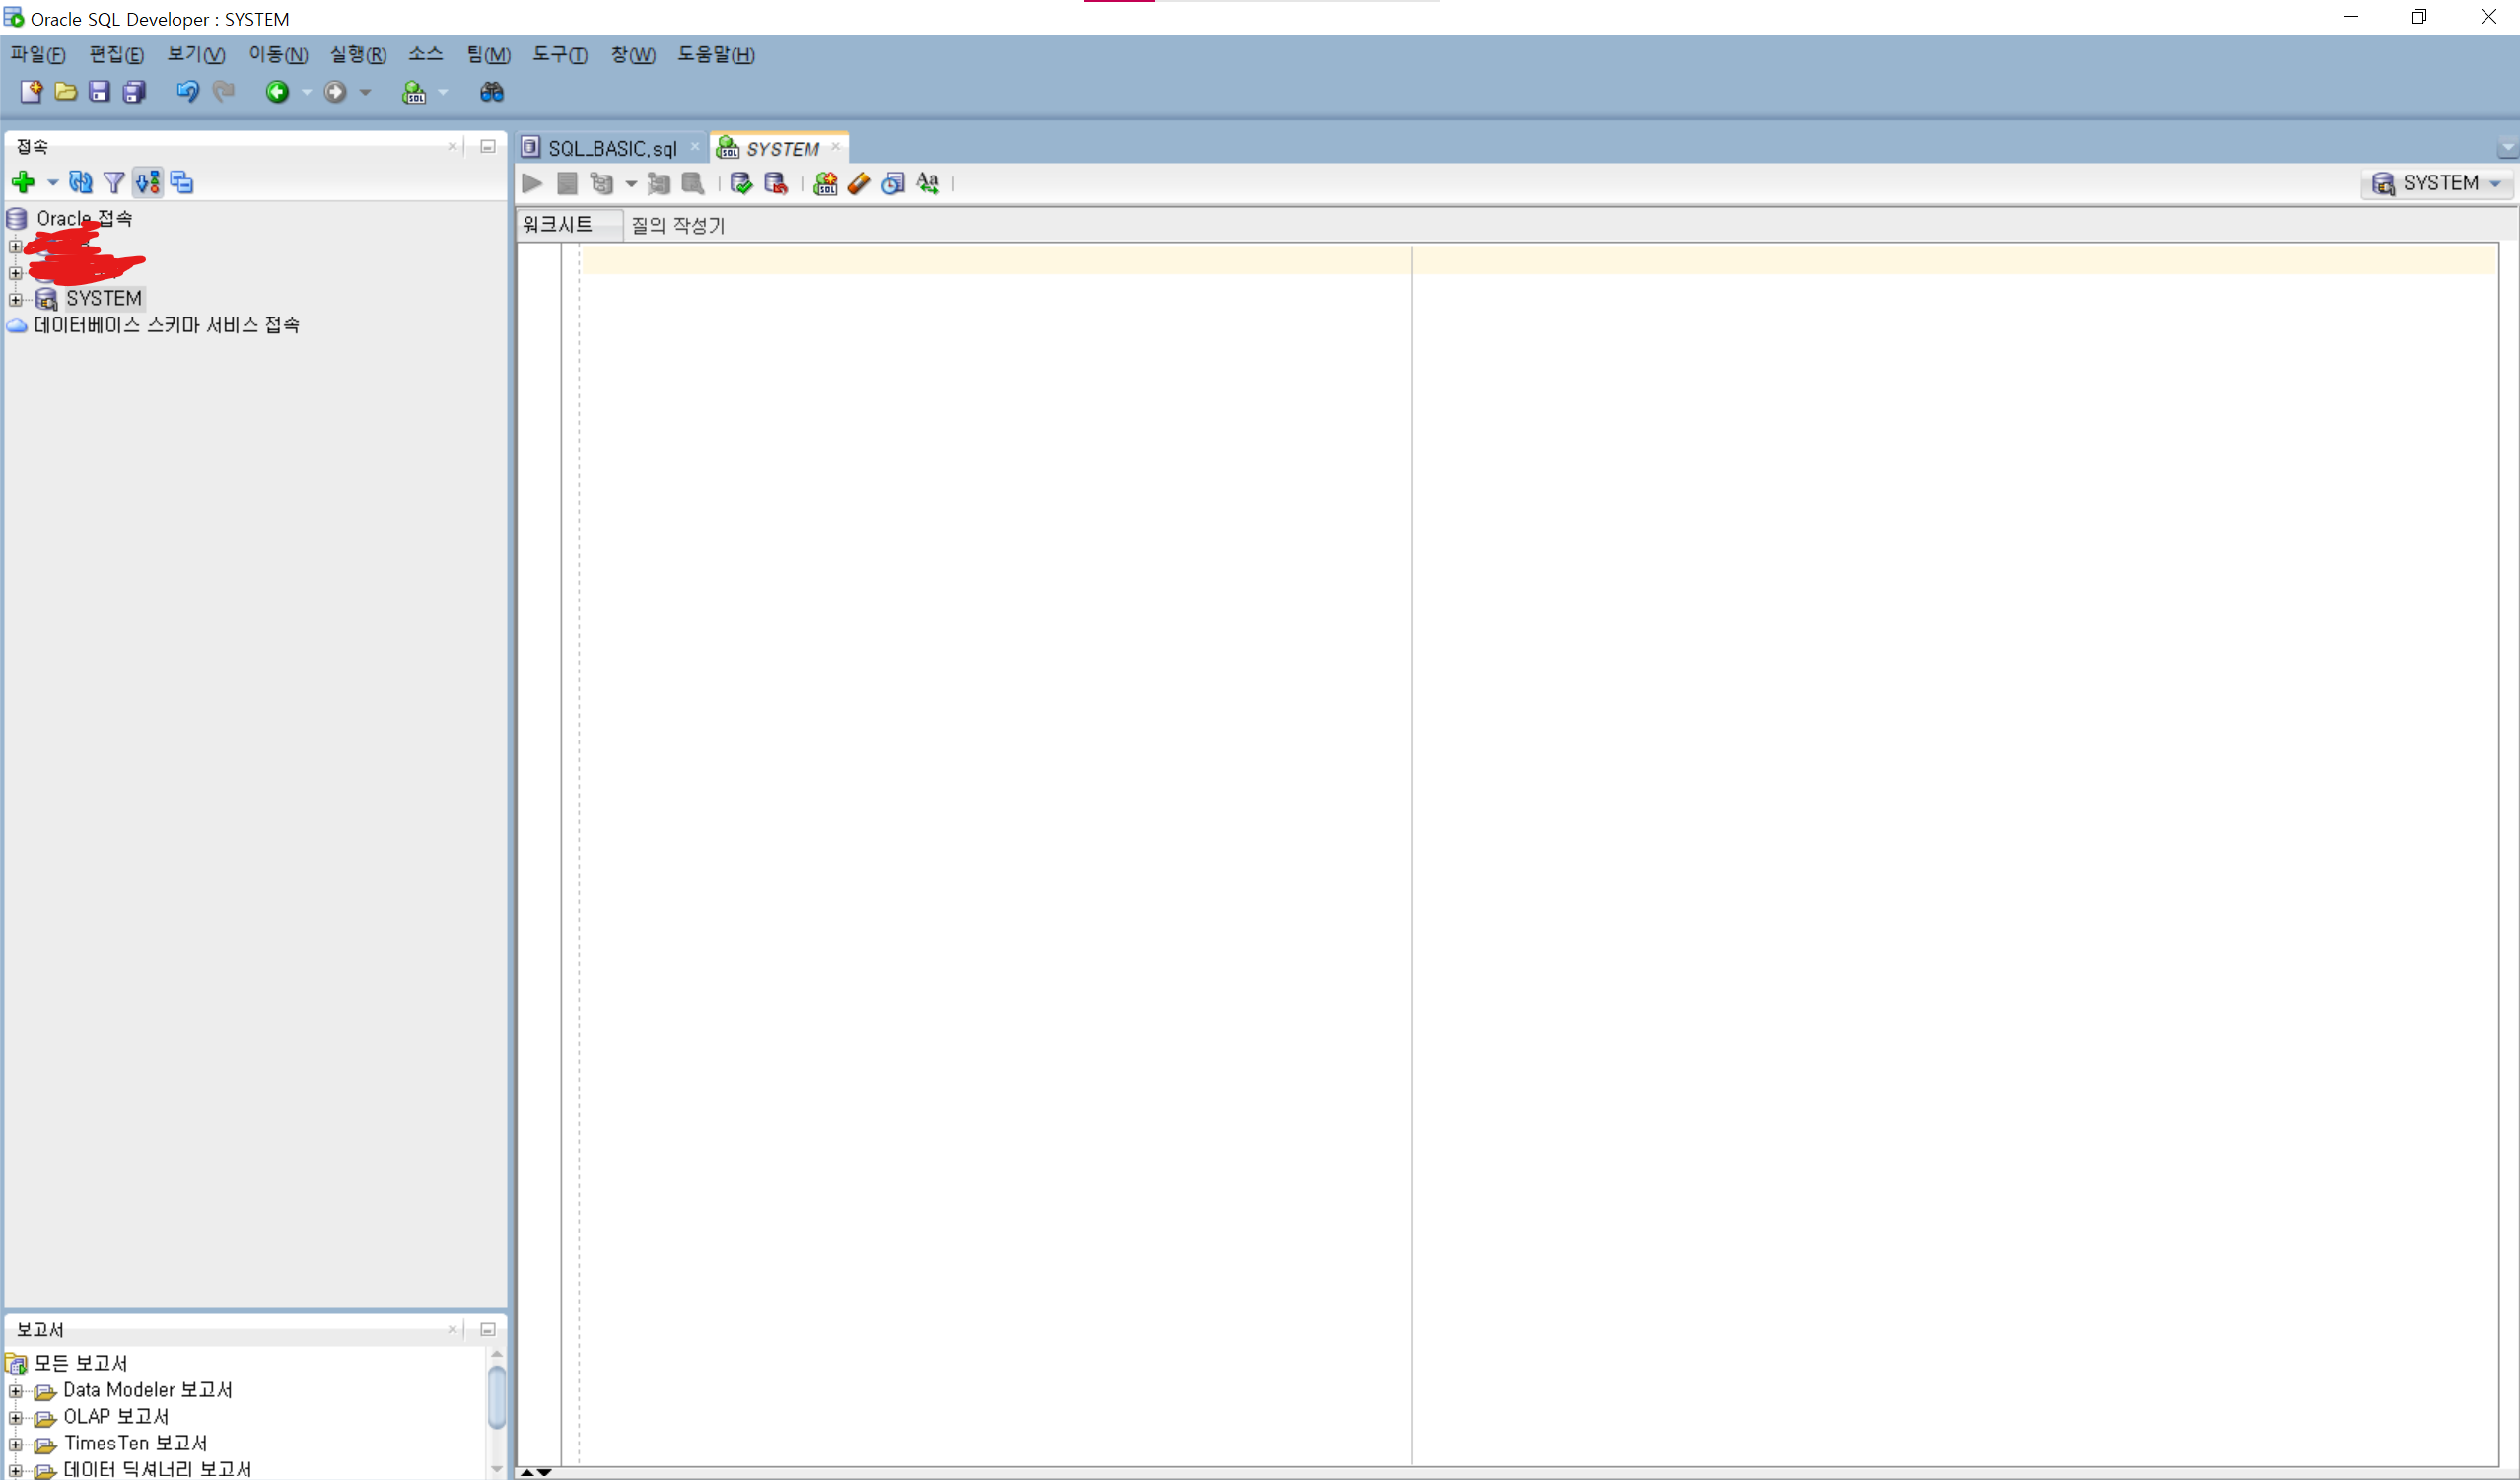 Oracle SQL Developer : SYSTEM
파일(F) 편집(E) 보기(V) 이동(N) 실행(R) 소스 팀(M) 도구(T) 창(W) 도움말(H)
접속
Oracle 접속
SYSTEM
데이터베이스 스키마 서비스 접속
SQL_BASIC.sql SYSTEM
SYSTEM
워크시트 질의 작성기
보고서
모든 보고서
Data Modeler 보고서
OLAP 보고서
TimesTen 보고서
데이터 딕셔너리 보고서